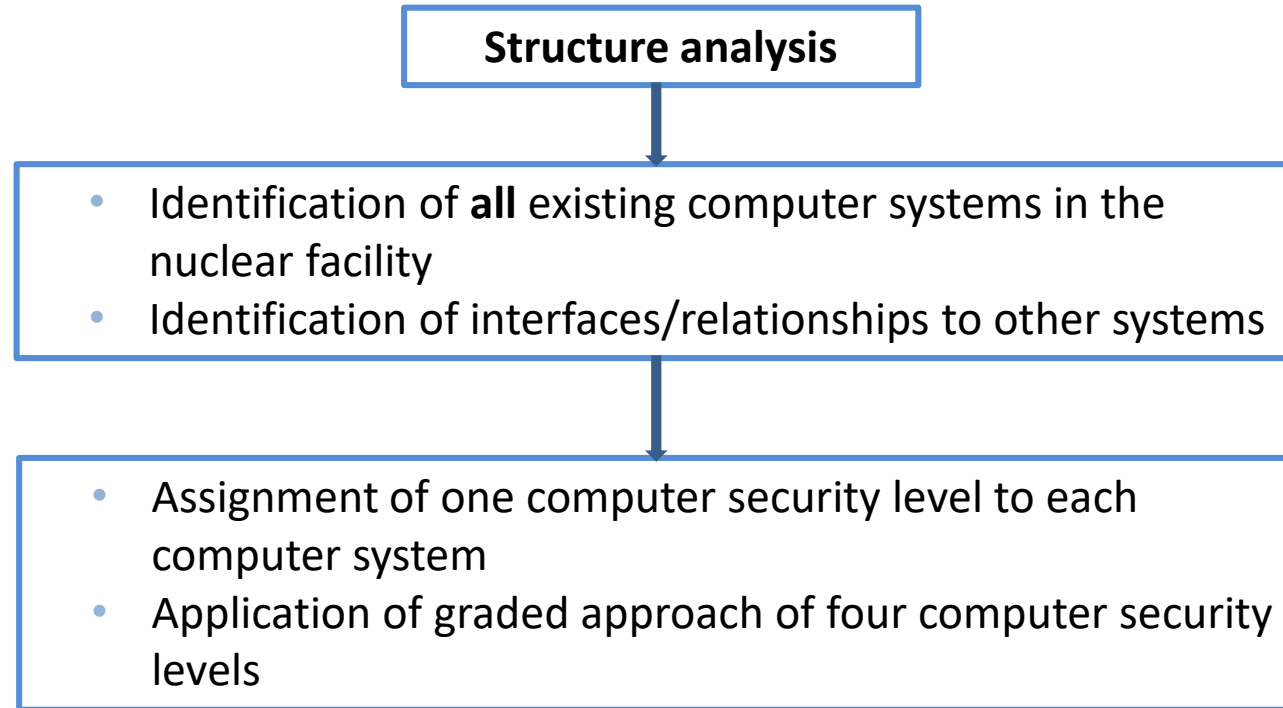 Structure analysis
• Identification of all existing computer systems in the
nuclear facility
• Identification of interfaces/relationships to other systems
• Assignment of one computer security level to each
computer system
• Application of graded approach of four computer security
levels